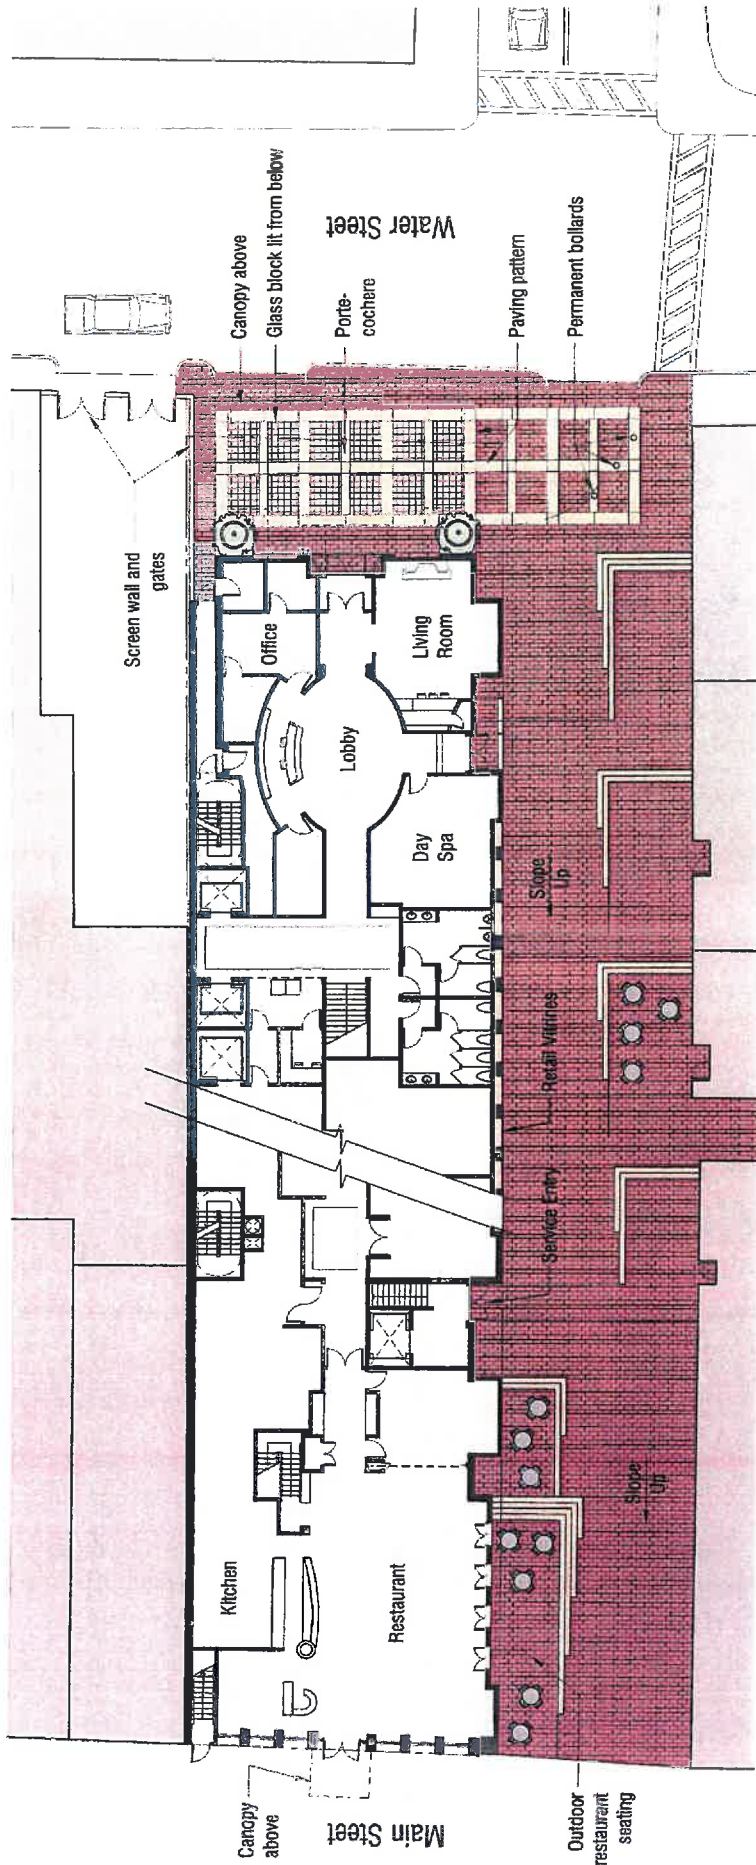 Water Steet
Canopy above
Glass block lit from below
Porte-
cochere
Paving pattern
Permanent bollards
Screen wall and
gates
Office
Living
Room
Lobby
Day
Spa
Slope
Up
Retail Vitrines
Service Entry
Kitchen
Restaurant
Slope
Up
Canopy
above
Main Steet
Outdoor
restaurant
seating